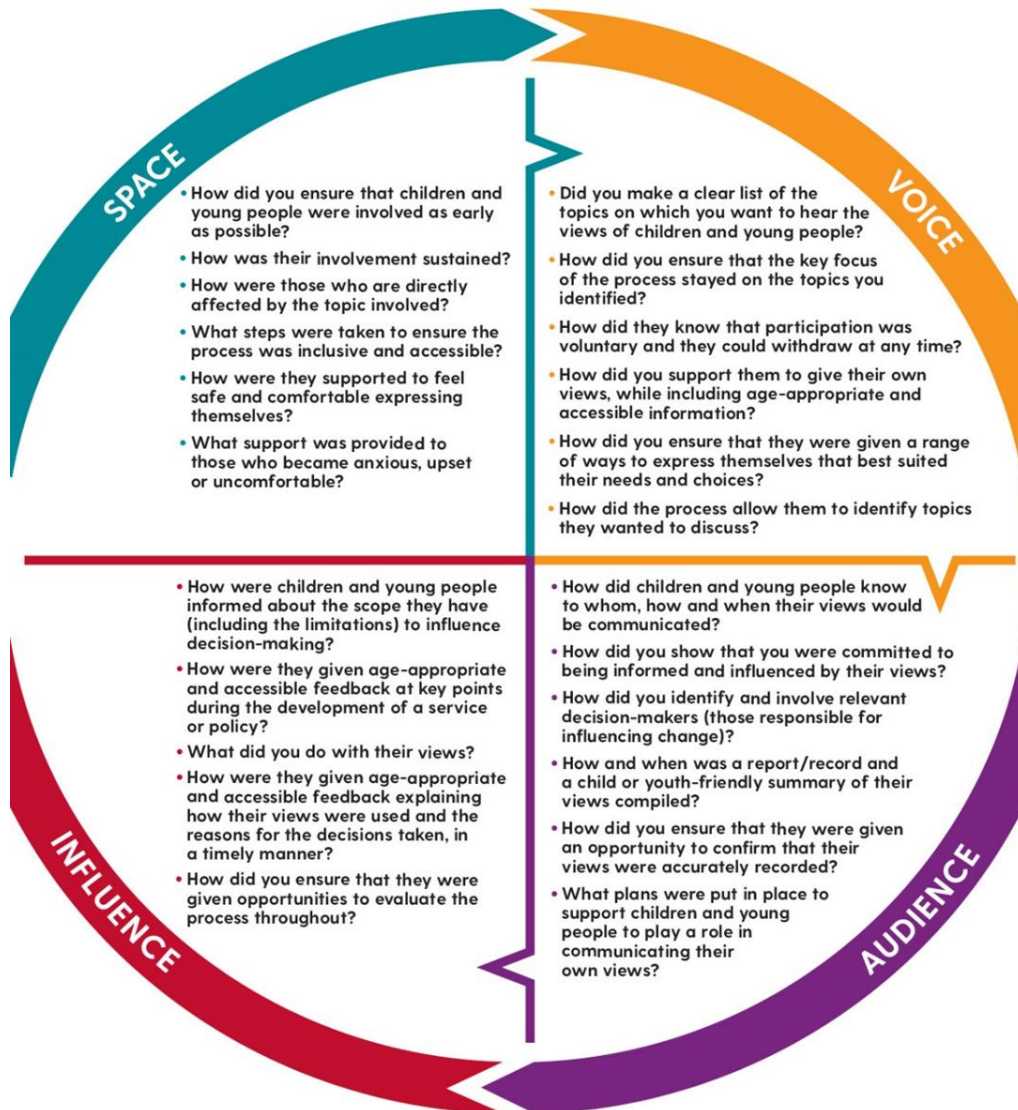 SPACE
• How did you ensure that children and
young people were involved as early
as possible?
• How was their involvement sustained?
• How were those who are directly
affected by the topic involved?
• What steps were taken to ensure the
process was inclusive and accessible?
• How were they supported to feel
safe and comfortable expressing
themselves?
• What support was provided to
those who became anxious, upset
or uncomfortable?
VOICE
• Did you make a clear list of the
topics on which you want to hear the
views of children and young people?
• How did you ensure that the key focus
of the process stayed on the topics you
identified?
• How did they know that participation was
voluntary and they could withdraw at any time?
• How did you support them to give their own
views, while including age-appropriate and
accessible information?
• How did you ensure that they were given a range
of ways to express themselves that best suited
their needs and choices?
• How did the process allow them to identify topics
they wanted to discuss?
AUDIENCE
• How did children and young people know
to whom, how and when their views would
be communicated?
• How did you show that you were committed to
being informed and influenced by their views?
• How did you identify and involve relevant
decision-makers (those responsible for
influencing change)?
• How and when was a report/record and
a child or youth-friendly summary of their
views compiled?
• How did you ensure that they were given
an opportunity to confirm that their
views were accurately recorded?
• What plans were put in place to
support children and young
people to play a role in
communicating their
own views?
INFLUENCE
• How were children and young people
informed about the scope they have
(including the limitations) to influence
decision-making?
• How were they given age-appropriate
and accessible feedback at key points
during the development of a service
or policy?
• What did you do with their views?
• How were they given age-appropriate
and accessible feedback explaining
how their views were used and the
reasons for the decisions taken, in
a timely manner?
• How did you ensure that they were
given opportunities to evaluate the
process throughout?